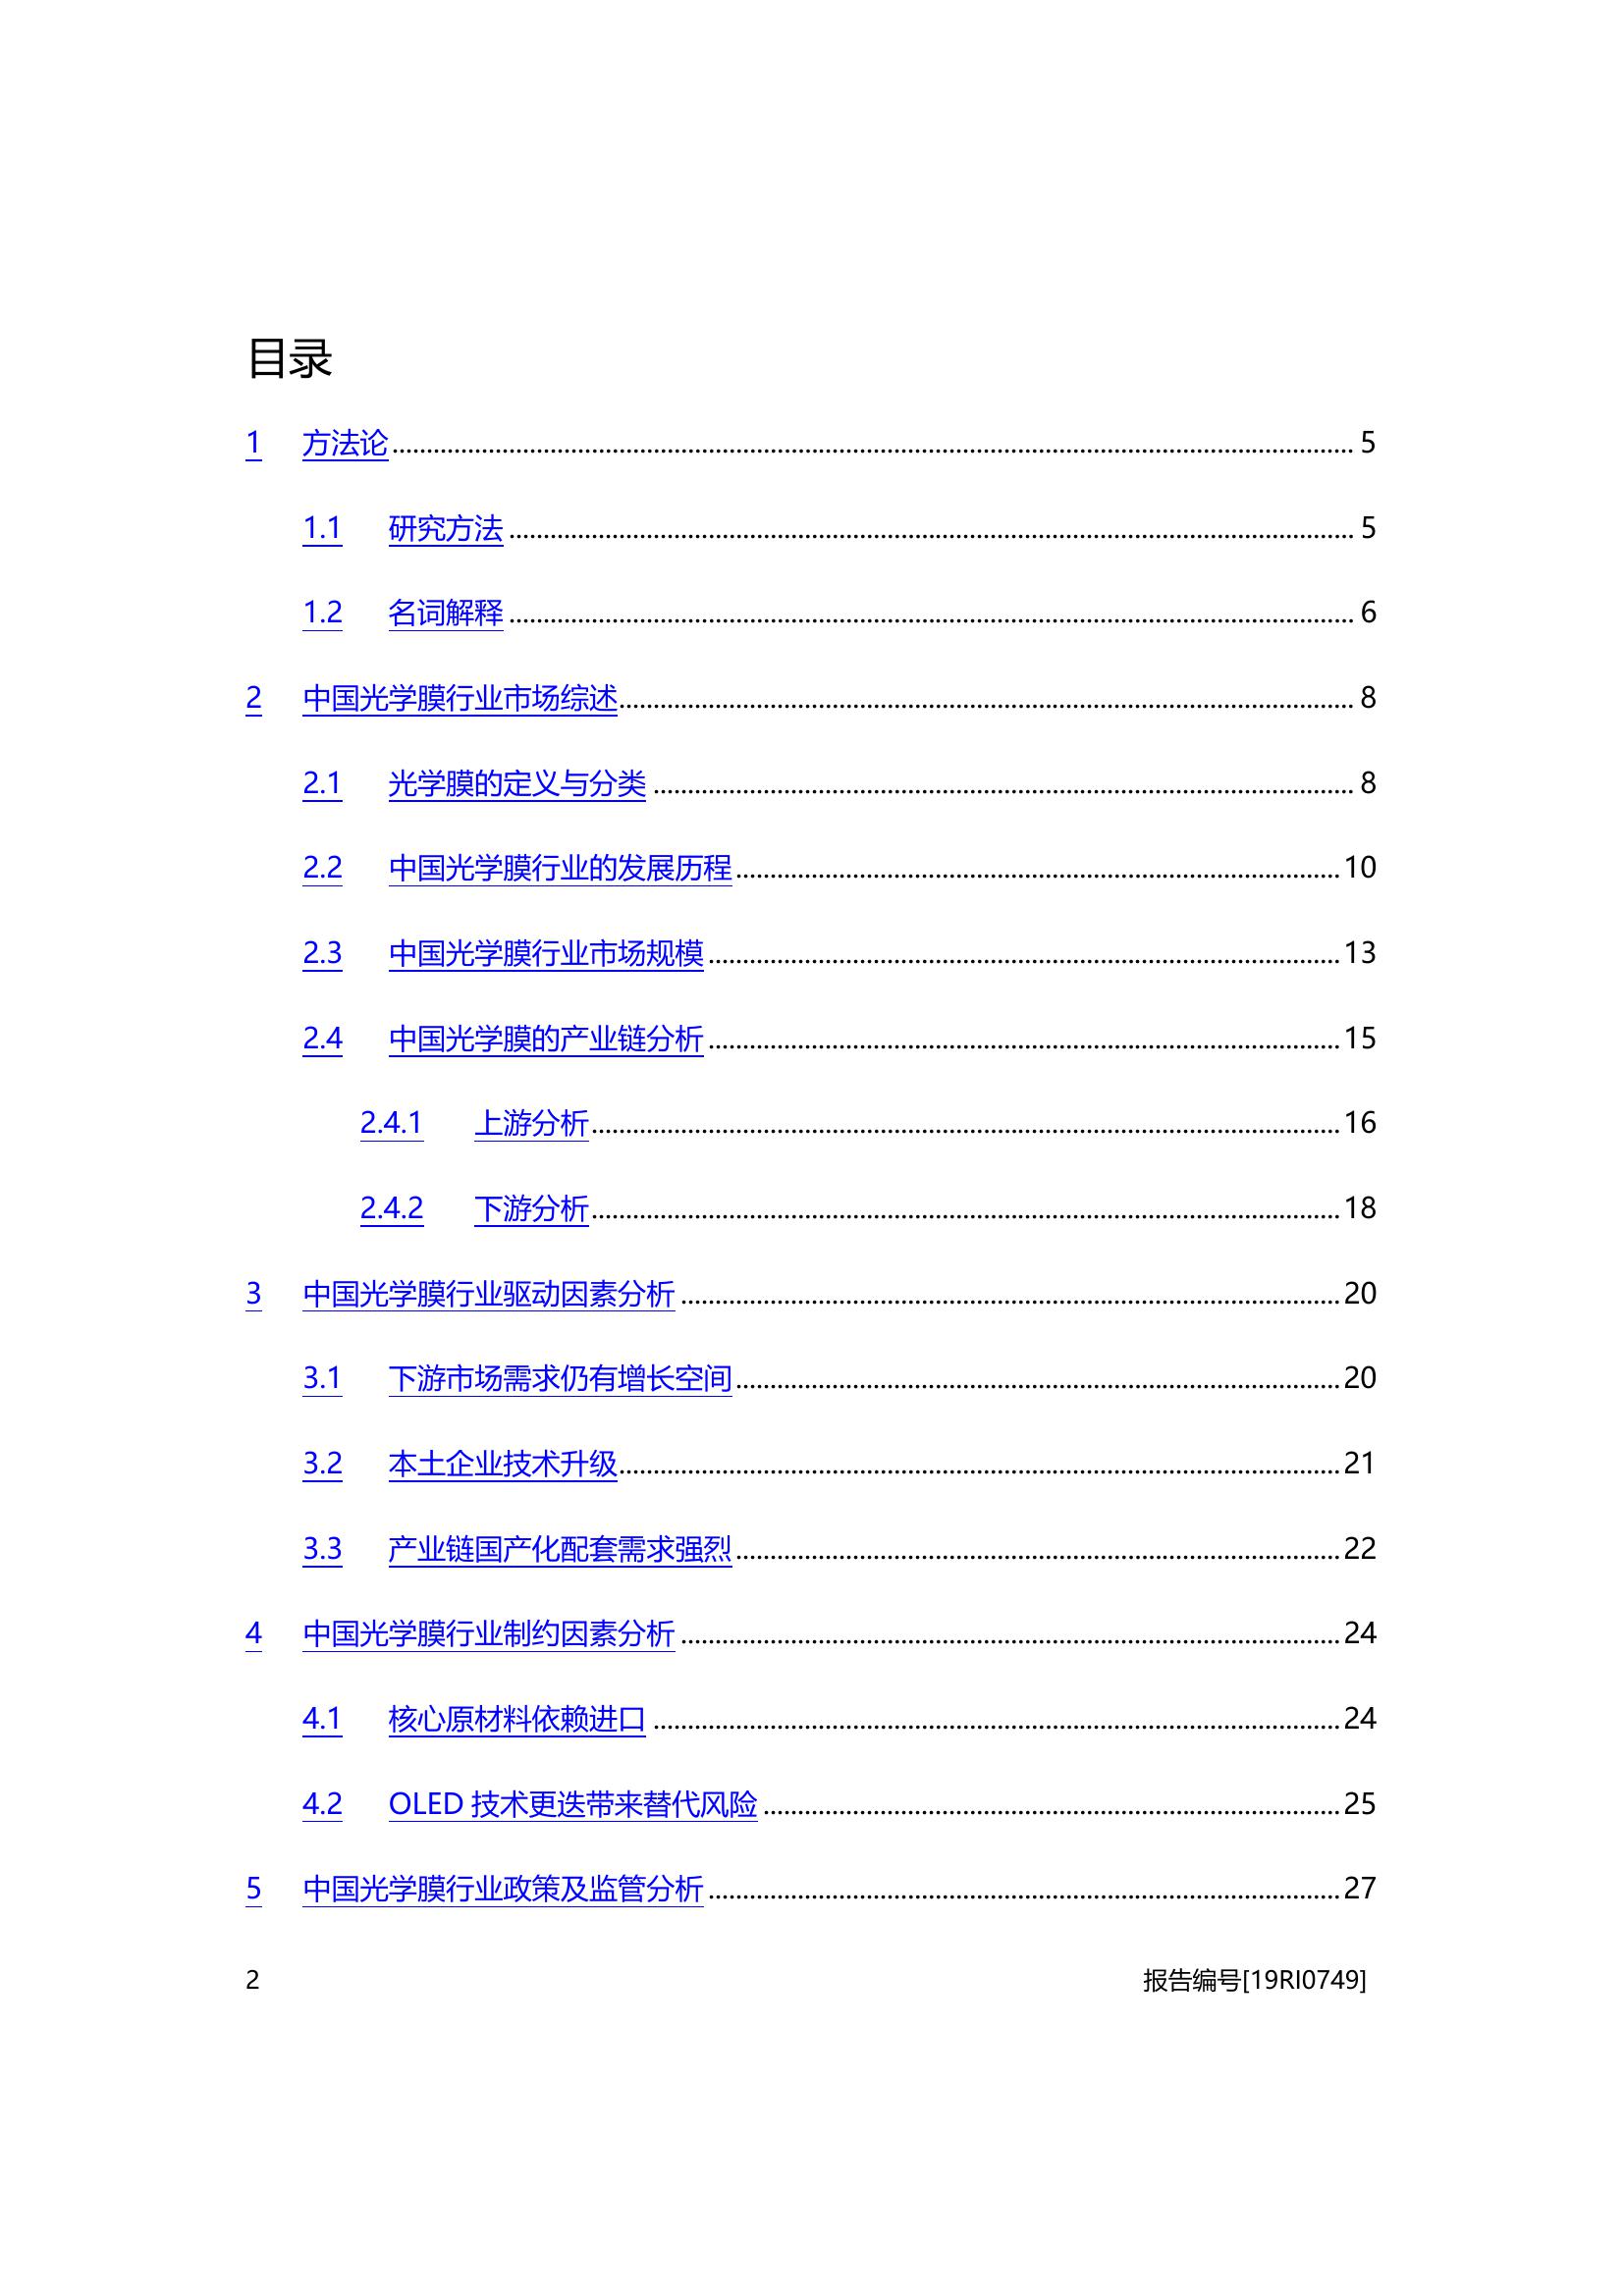 目录
1 方法论 5
1.1 研究方法 5
1.2 名词解释 6
2 中国光学膜行业市场综述 8
2.1 光学膜的定义与分类 8
2.2 中国光学膜行业的发展历程 10
2.3 中国光学膜行业市场规模 13
2.4 中国光学膜的产业链分析 15
2.4.1 上游分析 16
2.4.2 下游分析 18
3 中国光学膜行业驱动因素分析 20
3.1 下游市场需求仍有增长空间 20
3.2 本土企业技术升级 21
3.3 产业链国产化配套需求强烈 22
4 中国光学膜行业制约因素分析 24
4.1 核心原材料依赖进口 24
4.2 OLED 技术更迭带来替代风险 25
5 中国光学膜行业政策及监管分析 27
2 报告编号[19RI0749]